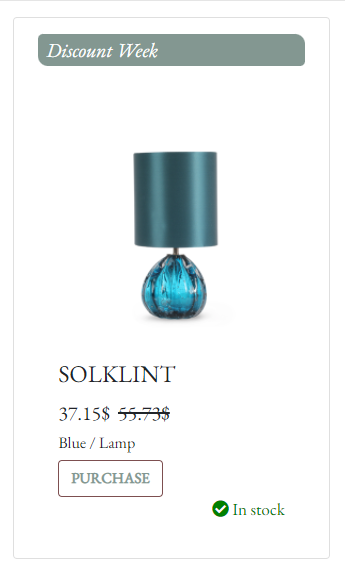 Discount Week
SOLKLINT
37.15$ 55.73$
Blue / Lamp
PURCHASE
In stock